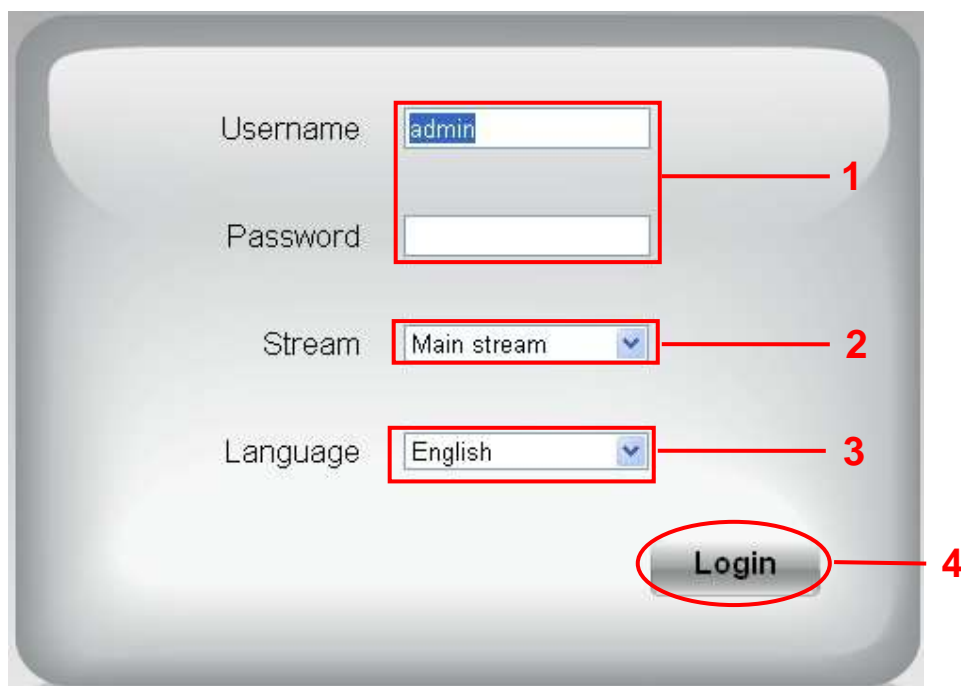 Username admin
1
Password
Stream Main stream 2
Language English 3
Login 4